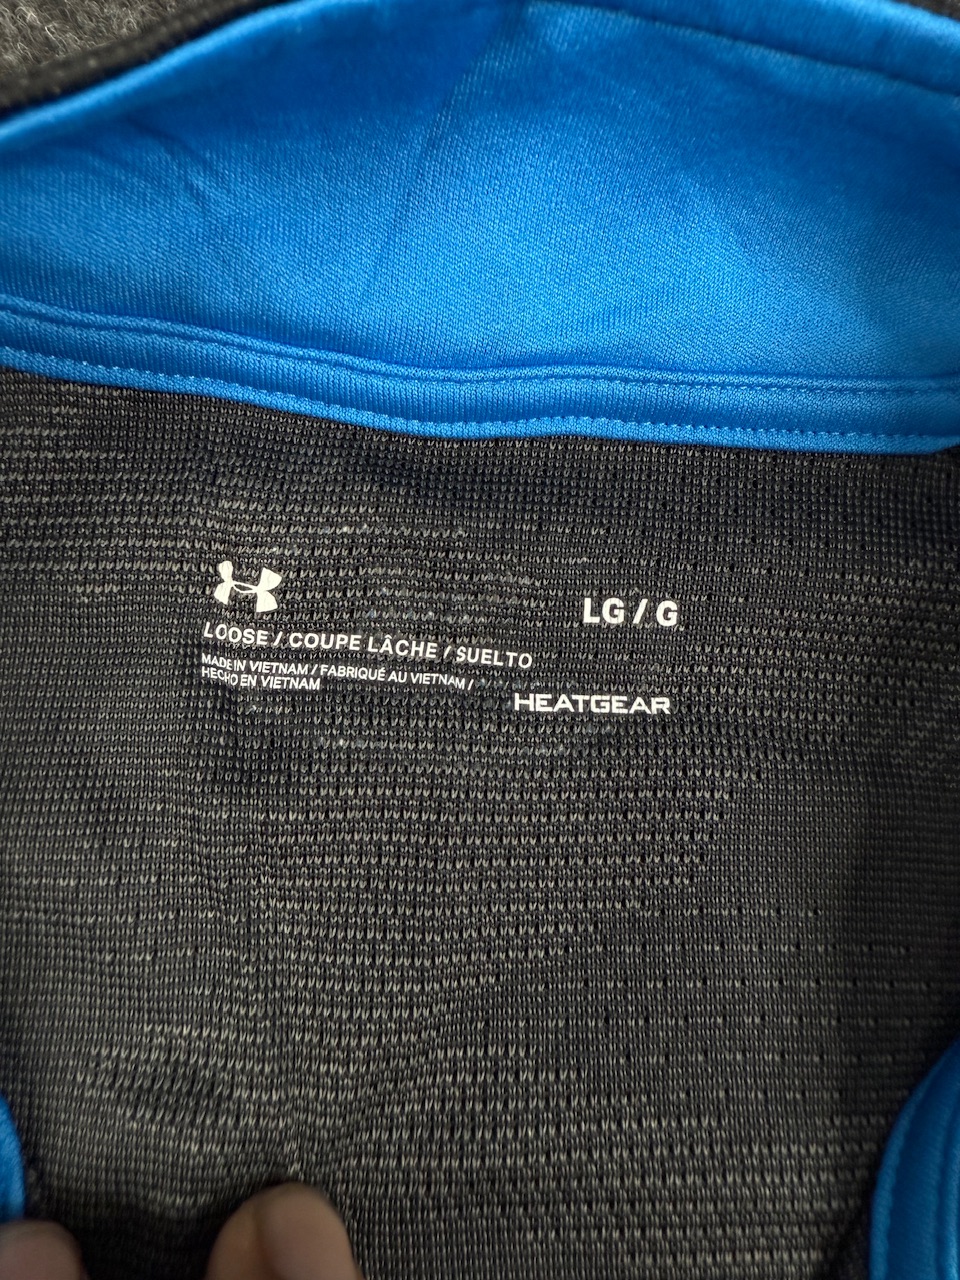 LG / G
LOOSE / COUPE LÂCHE / SUELTO
MADE IN VIETNAM / FABRIQUÉ AU VIETNAM /
HECHO EN VIETNAM
HEATGEAR